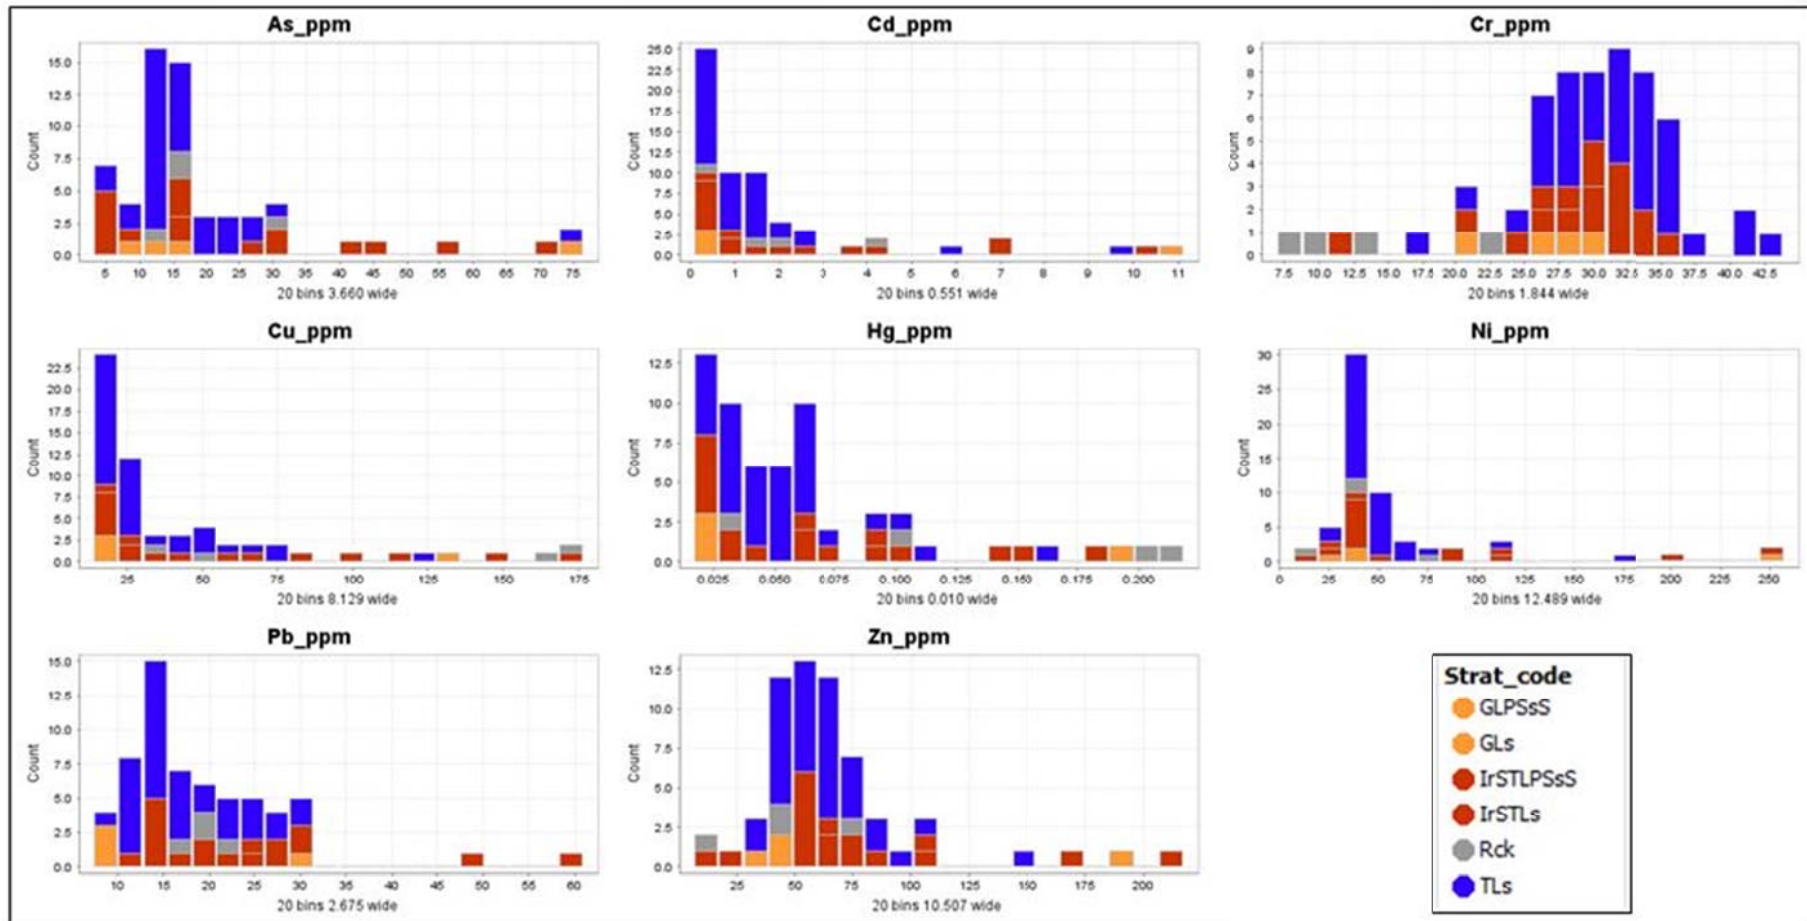 As_ppm
Count
15.0
12.5
10.0
7.5
5.0
2.5
0.0
5 10 15 20 25 30 35 40 45 50 55 60 65 70 75
20 bins 3.660 wide
Cd_ppm
Count
25.0
22.5
20.0
17.5
15.0
12.5
10.0
7.5
5.0
2.5
0.0
0 1 2 3 4 5 6 7 8 9 10 11
20 bins 0.551 wide
Cr_ppm
Count
9
8
7
6
5
4
3
2
1
0
7.5 10.0 12.5 15.0 17.5 20.0 22.5 25.0 27.5 30.0 32.5 35.0 37.5 40.0 42.5
20 bins 1.844 wide
Cu_ppm
Count
22.5
20.0
17.5
15.0
12.5
10.0
7.5
5.0
2.5
0.0
25 50 75 100 125 150 175
20 bins 8.129 wide
Hg_ppm
Count
12.5
10.0
7.5
5.0
2.5
0.0
0.025 0.050 0.075 0.100 0.125 0.150 0.175 0.200
20 bins 0.010 wide
Ni_ppm
Count
30
25
20
15
10
5
0
0 25 50 75 100 125 150 175 200 225 250
20 bins 12.489 wide
Pb_ppm
Count
15.0
12.5
10.0
7.5
5.0
2.5
0.0
10 15 20 25 30 35 40 45 50 55 60
20 bins 2.675 wide
Zn_ppm
Count
12.5
10.0
7.5
5.0
2.5
0.0
25 50 75 100 125 150 175 200
20 bins 10.507 wide
Strat_code
GLPSsS
GLs
IrSTLPSsS
IrSTLs
Rck
TLs